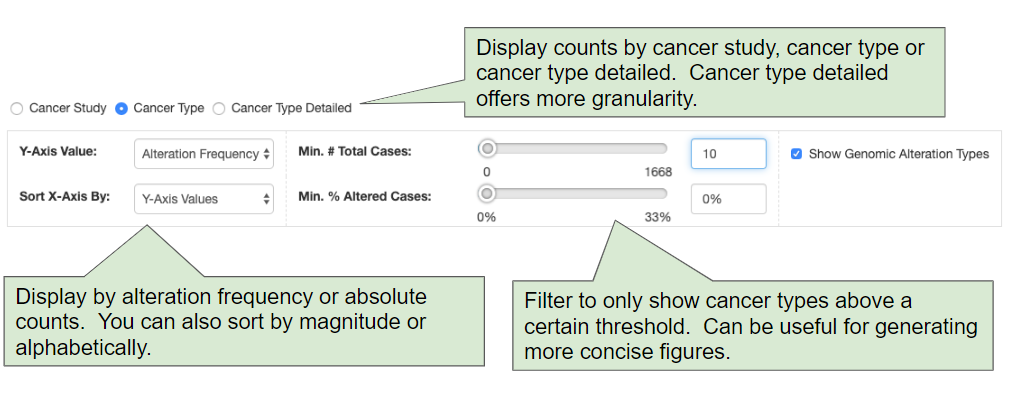 Display counts by cancer study, cancer type or
cancer type detailed.  Cancer type detailed
offers more granularity.
Cancer Study Cancer Type Cancer Type Detailed
Y-Axis Value: Alteration Frequency Min. # Total Cases: 10 Show Genomic Alteration Types
0 1668
Sort X-Axis By: Y-Axis Values Min. % Altered Cases: 0%
0% 33%
Display by alteration frequency or absolute
counts.  You can also sort by magnitude or
alphabetically.
Filter to only show cancer types above a
certain threshold.  Can be useful for generating
more concise figures.